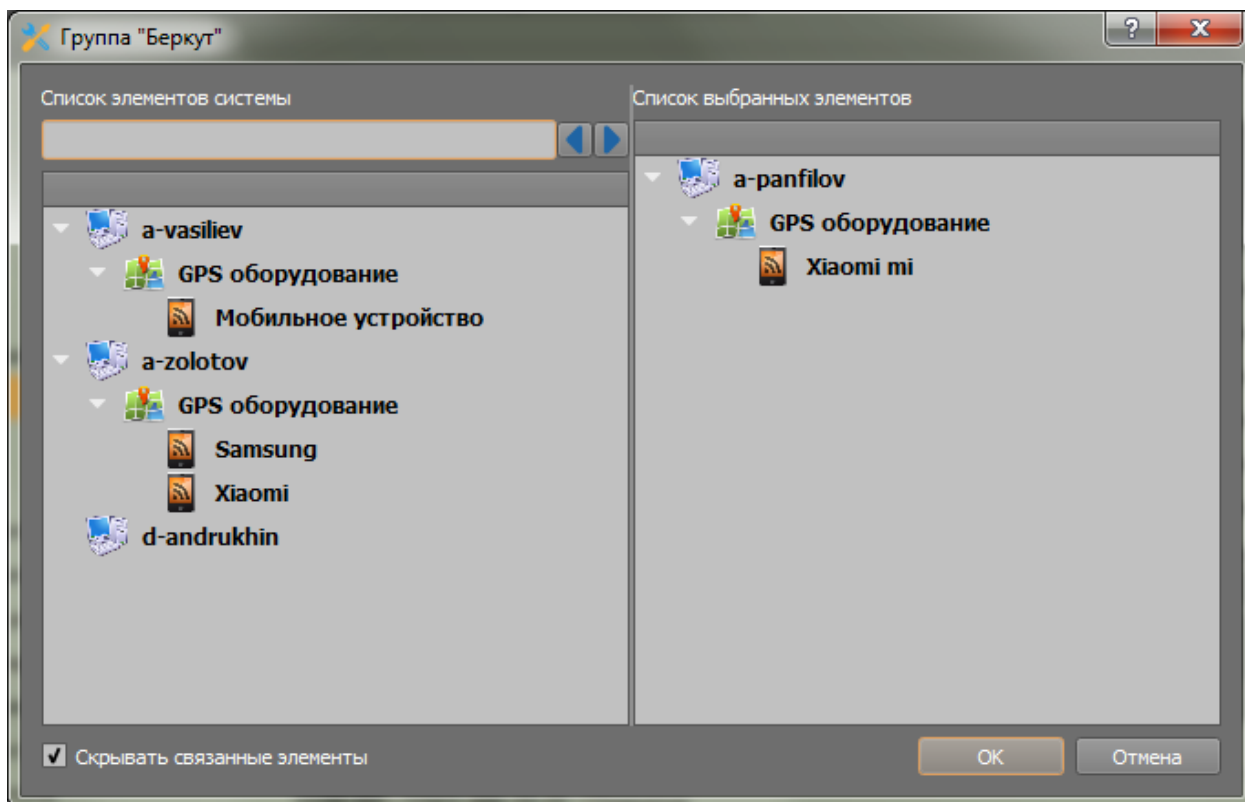 Группа "Беркут"
?
X
Список элементов системы
Список выбранных элементов
a-vasiliev
GPS оборудование
Мобильное устройство
a-zolotov
GPS оборудование
Samsung
Xiaomi
d-andrukhin
a-panfilov
GPS оборудование
Xiaomi mi
Скрывать связанные элементы
OK
Отмена